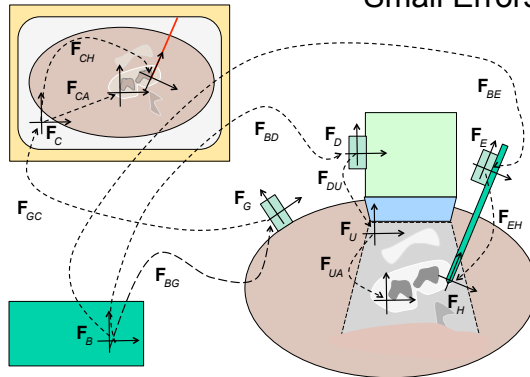 Small Errors
F_CH
F_CA
F_C
F_BE
F_BD
F_D
F_E
F_DU
F_GC
F_G
F_EH
F_U
F_BG
F_UA
F_H
F_B